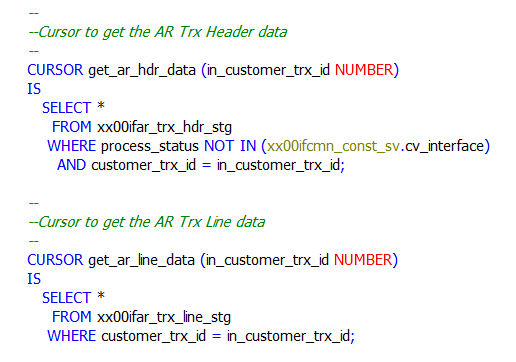 --
--Cursor to get the AR Trx Header data
--
CURSOR get_ar_hdr_data (in_customer_trx_id NUMBER)
IS
SELECT *
FROM xx00ifar_trx_hdr_stg
WHERE process_status NOT IN (xx00ifcmn_const_sv.cv_interface)
AND customer_trx_id = in_customer_trx_id;
--
--Cursor to get the AR Trx Line data
--
CURSOR get_ar_line_data (in_customer_trx_id NUMBER)
IS
SELECT *
FROM xx00ifar_trx_line_stg
WHERE customer_trx_id = in_customer_trx_id;